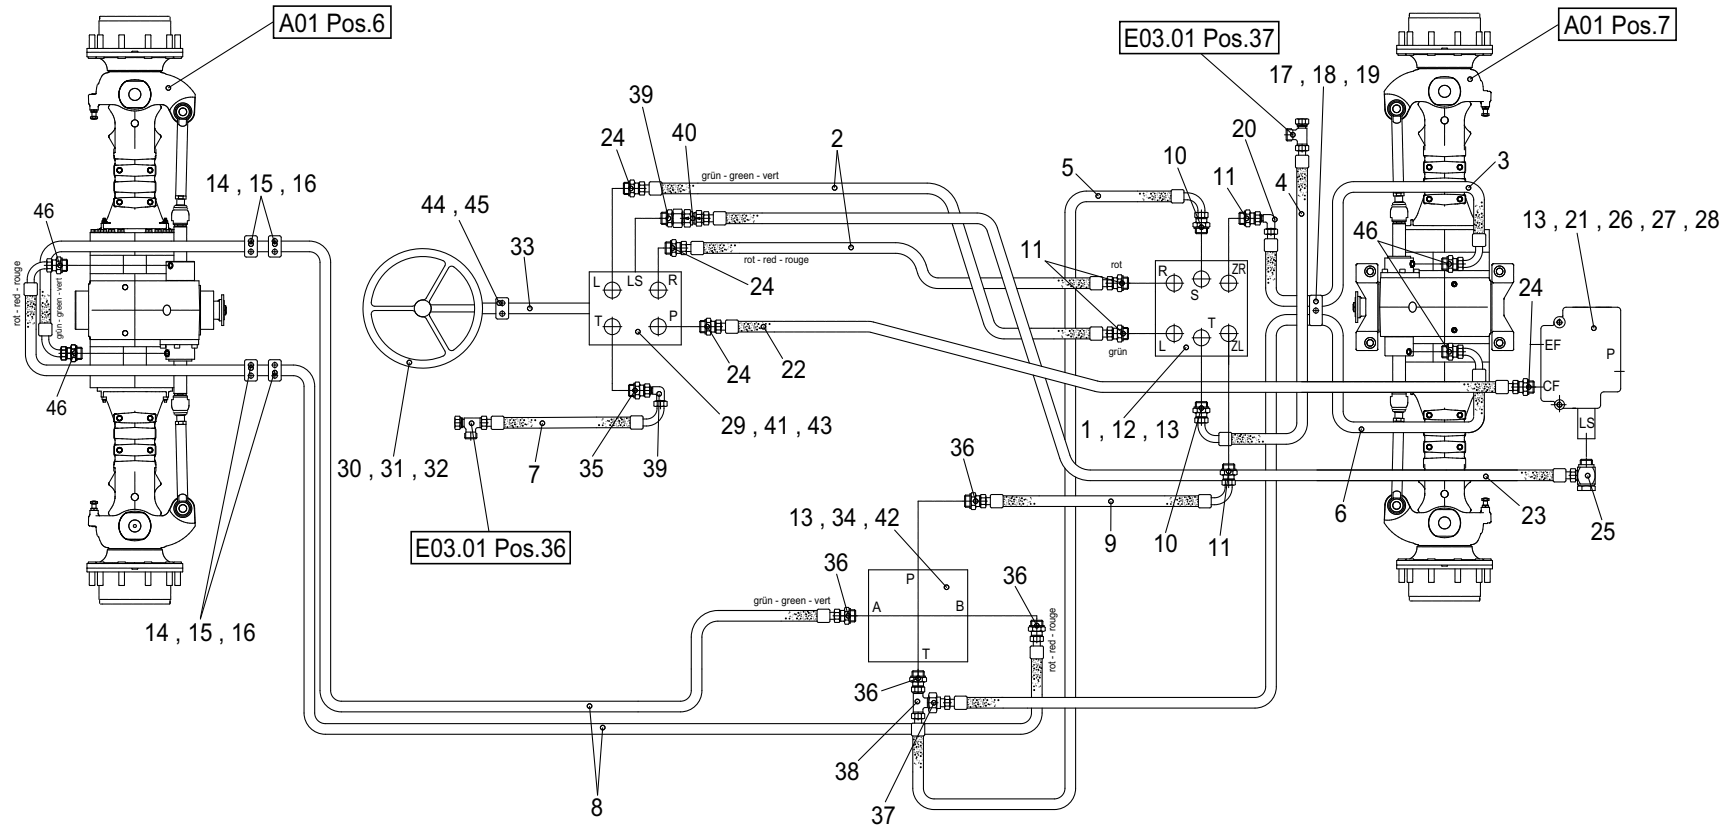 A01 Pos.6
E03.01 Pos.37
A01 Pos.7
17 , 18 , 19
39
24
40
2
10
20
5
4
11
3
grün - green - vert
14 , 15 , 16
46
44 , 45
33
13 , 21 , 26 , 27 , 28
46
L
LS
R
rot - red - rouge
24
11
rot
R
S
ZR
24
rot - red - rouge
grün - green - vert
T
P
L
T
ZL
grün
EF
P
CF
24
22
46
29 , 41 , 43
1 , 12 , 13
LS
30 , 31 , 32
7
35
39
36
6
23
25
10
11
9
13 , 34 , 42
E03.01 Pos.36
36
36
P
grün - green - vert
A
B
rot - red - rouge
14 , 15 , 16
T
36
38
37
8